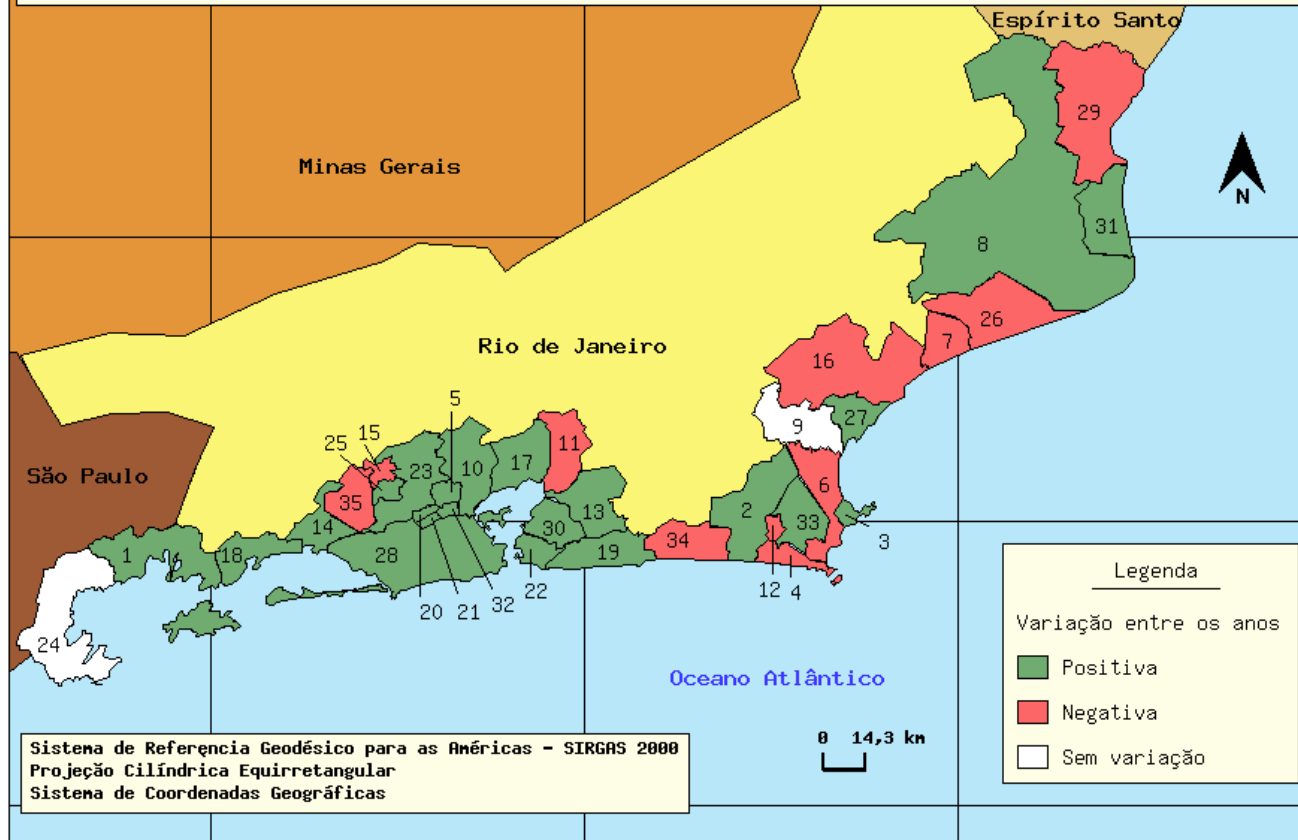 Espírito Santo
29
Minas Gerais
N
31
8
26
Rio de Janeiro
7
16
5
27
15
9
25
11
São Paulo
23
10
17
6
35
2
13
14
30
33
34
1
18
28
19
3
12
4
20
21
32
22
24
Oceano Atlântico
Legenda
Variação entre os anos
Positiva
Negativa
Sem variação
0 14,3 km
Sistema de Referençia Geodésico para as Américas - SIRGAS 2000
Projeção Cilíndrica Equirretangular
Sistema de Coordenadas Geográficas